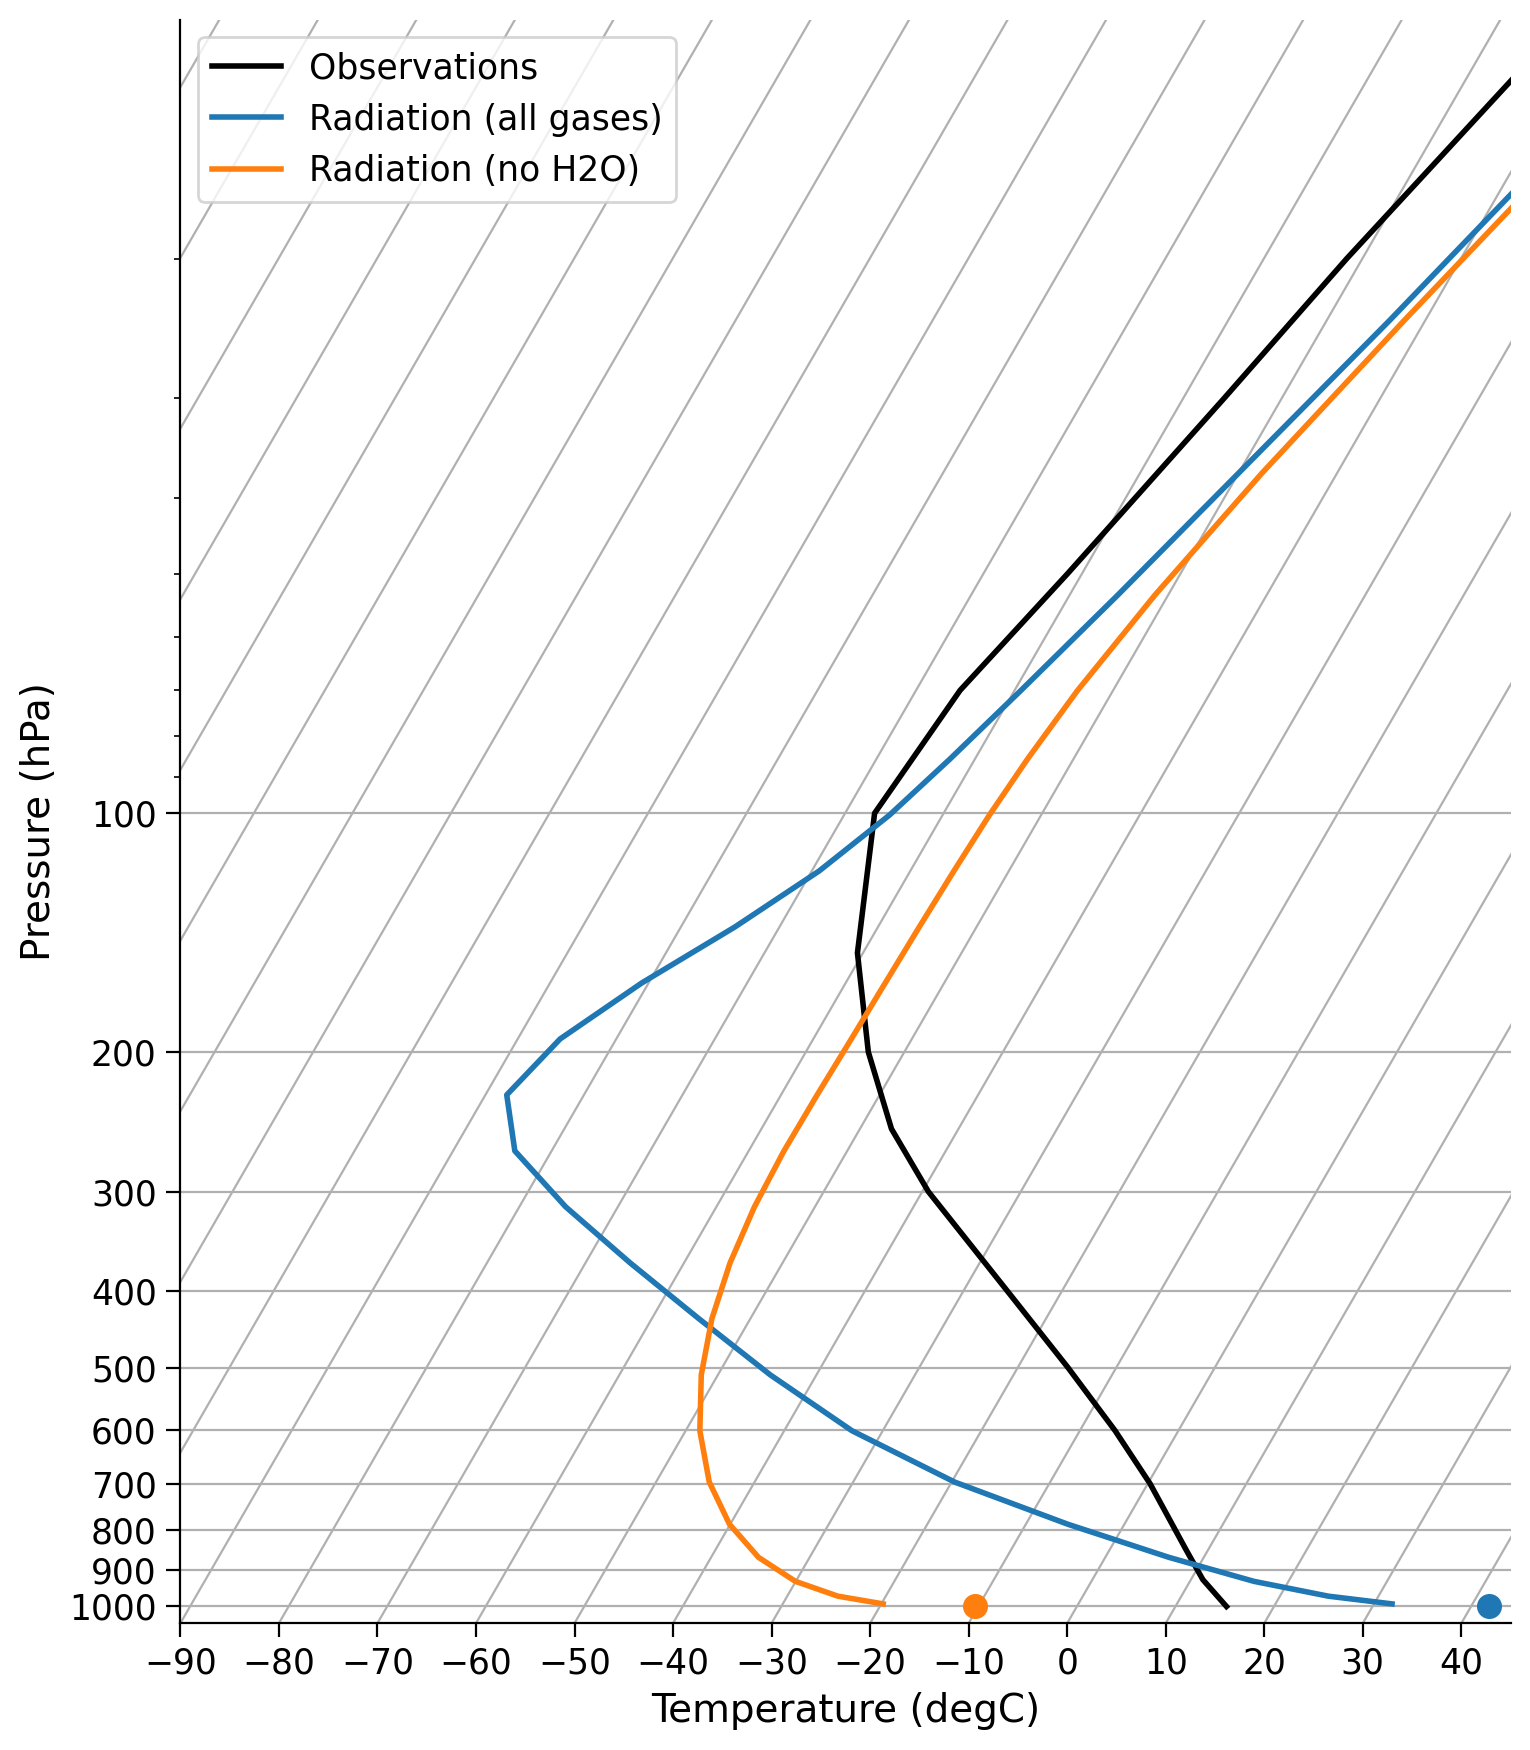 Observations
Radiation (all gases)
Radiation (no H2O)
Pressure (hPa)
100
200
300
400
500
600
700
800
900
1000
−90 −80 −70 −60 −50 −40 −30 −20 −10 0 10 20 30 40
Temperature (degC)